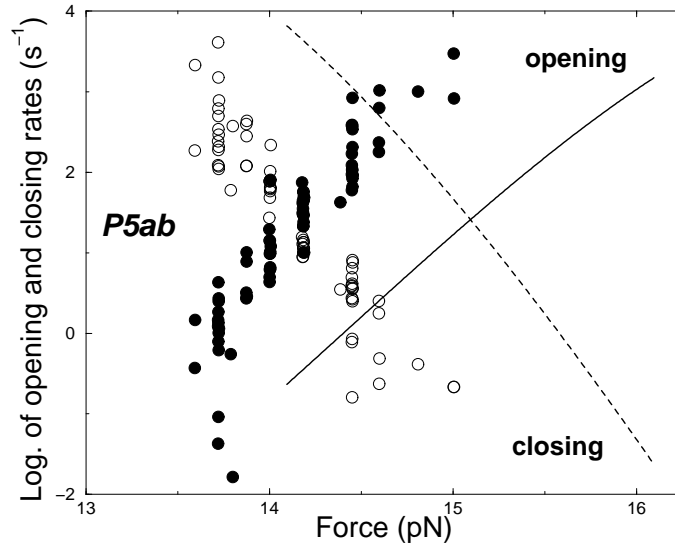 4
opening
2
P5ab
0
closing
−2
13
14
15
16
Force (pN)
Log. of opening and closing rates (s⁻¹)